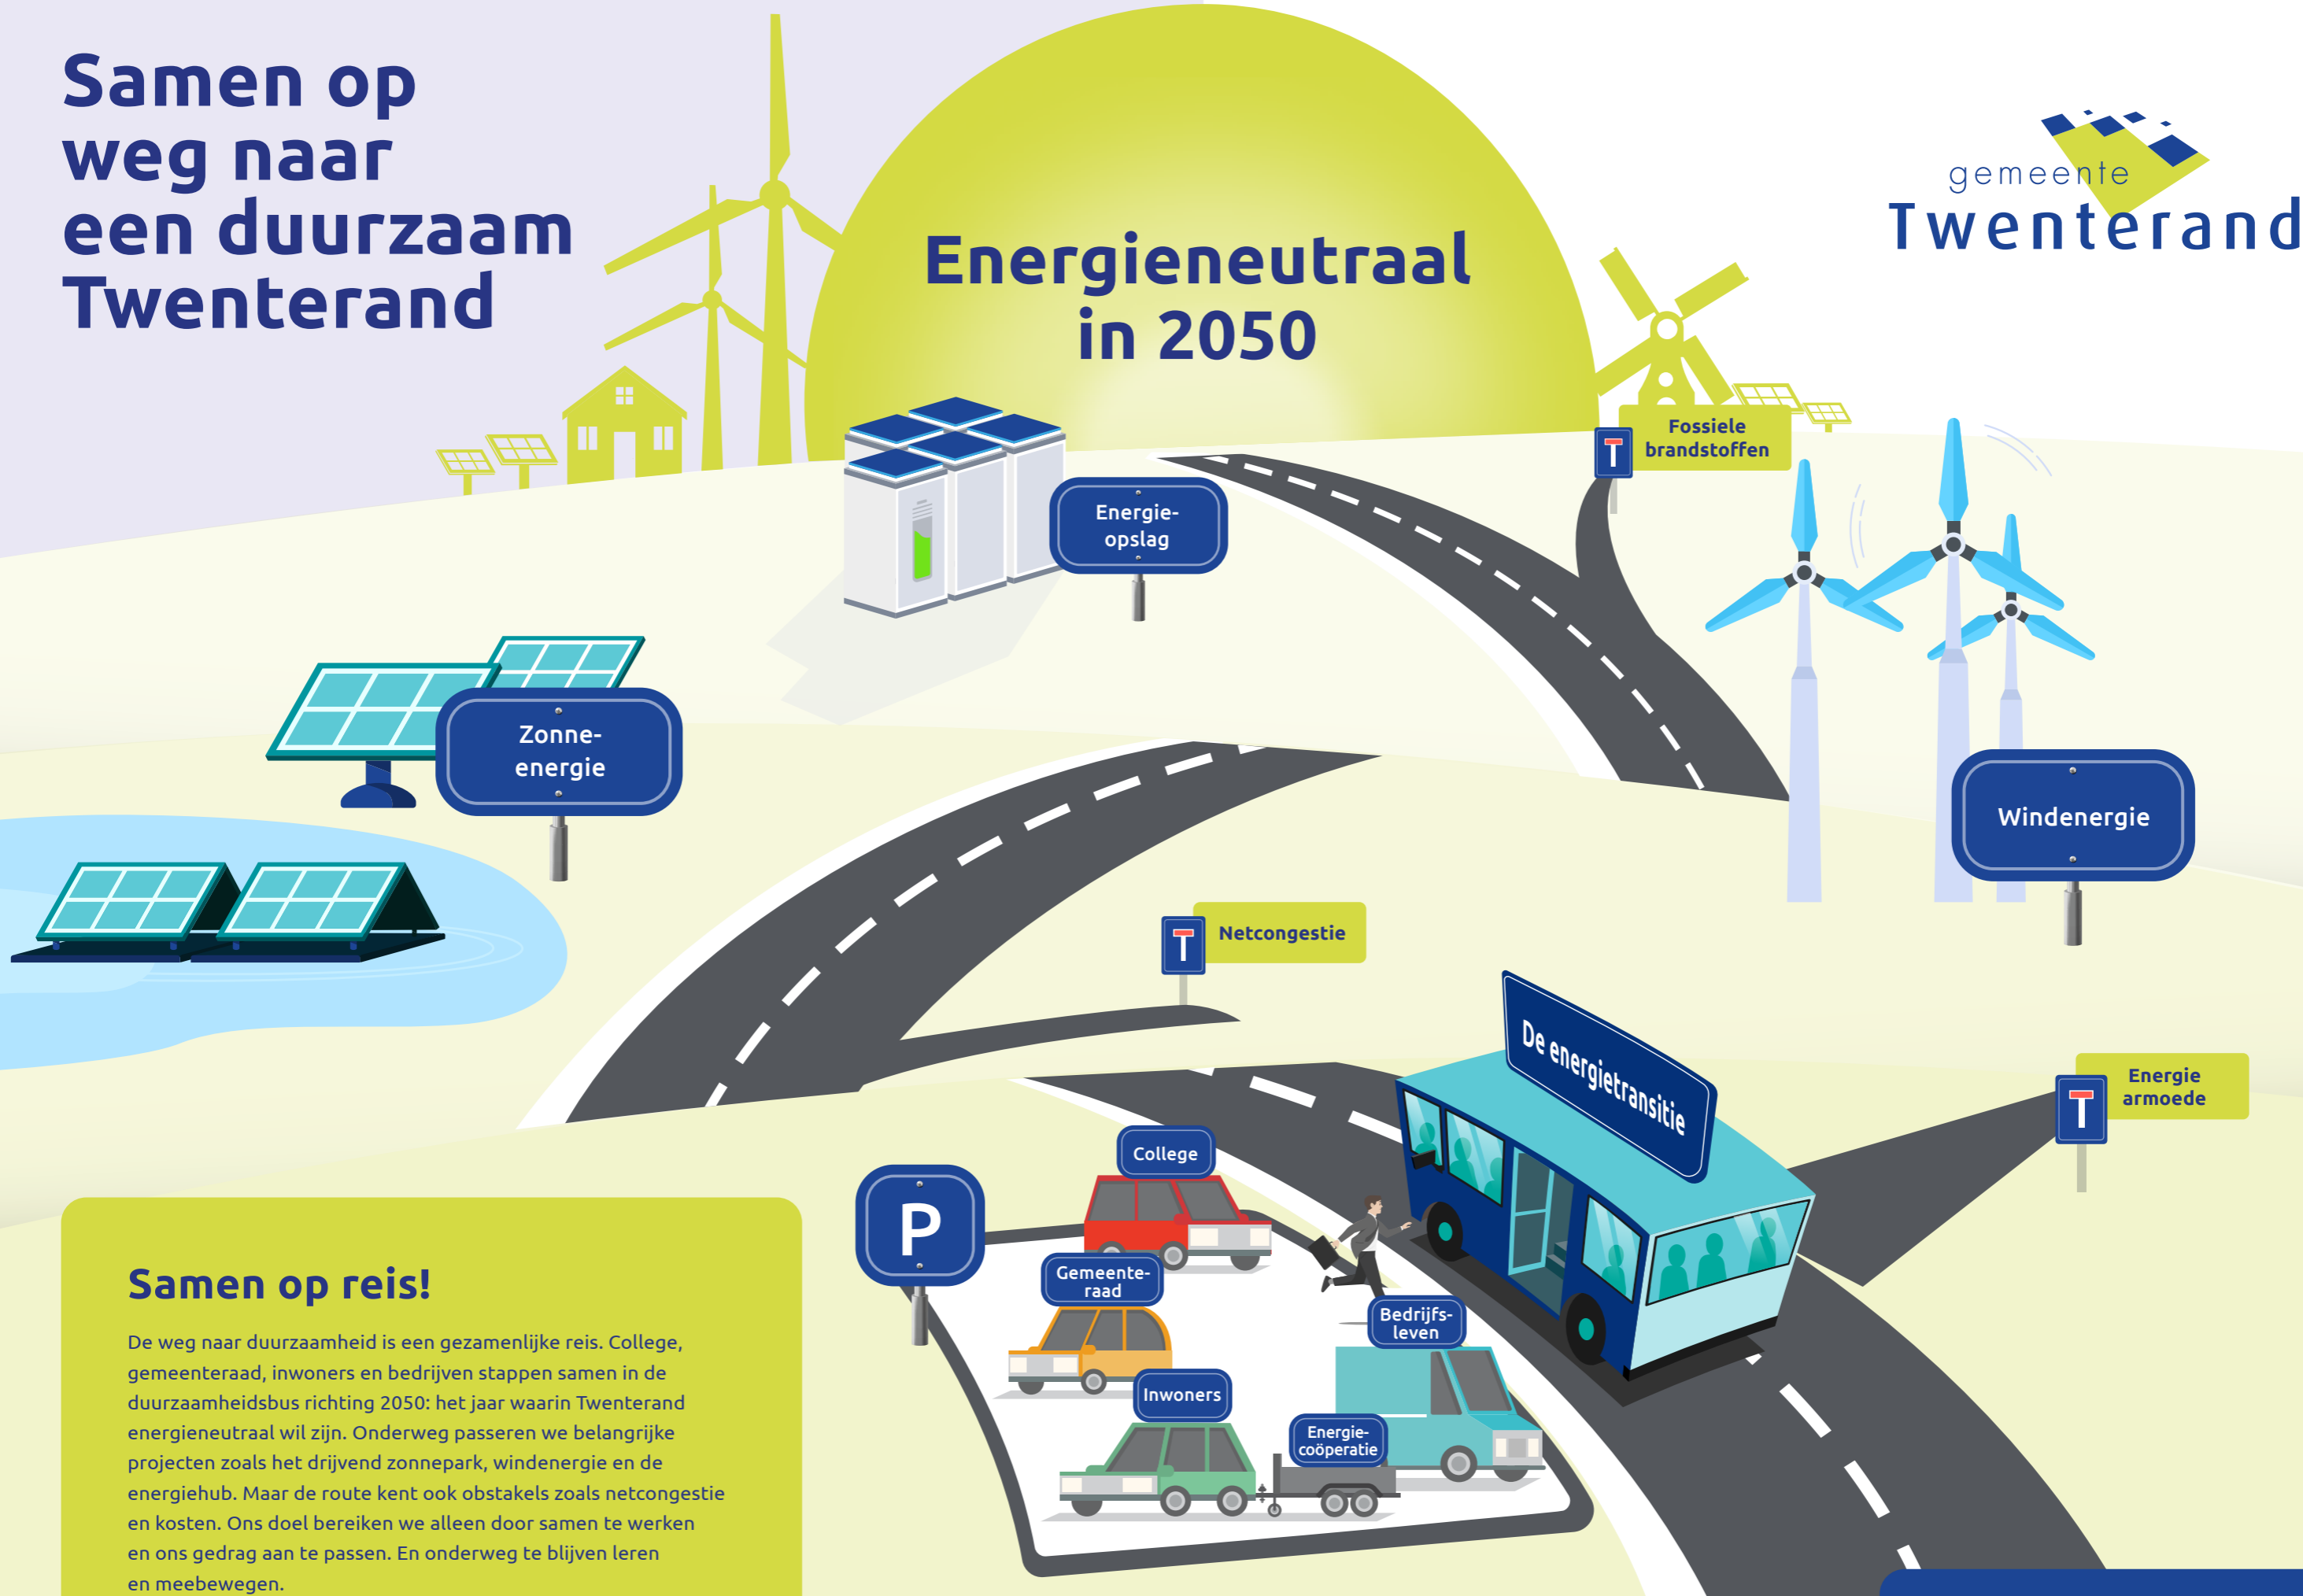 Samen op
weg naar
een duurzaam
Twenterand
Energieneutraal
in 2050
gemeente
Twenterand
Fossiele
brandstoffen
Energie-
opslag
Zonne-
energie
Windenergie
Netcongestie
De energietransitie
Energie
armoede
P
College
Gemeente-
raad
Bedrijfs-
leven
Inwoners
Energie-
coöperatie
Samen op reis!
De weg naar duurzaamheid is een gezamenlijke reis. College,
gemeenteraad, inwoners en bedrijven stappen samen in de
duurzaamheidsbus richting 2050: het jaar waarin Twenterand
energieneutraal wil zijn. Onderweg passeren we belangrijke
projecten zoals het drijvend zonnepark, windenergie en de
energiehub. Maar de route kent ook obstakels zoals netcongestie
en kosten. Ons doel bereiken we alleen door samen te werken
en ons gedrag aan te passen. En onderweg te blijven leren
en meebewegen.